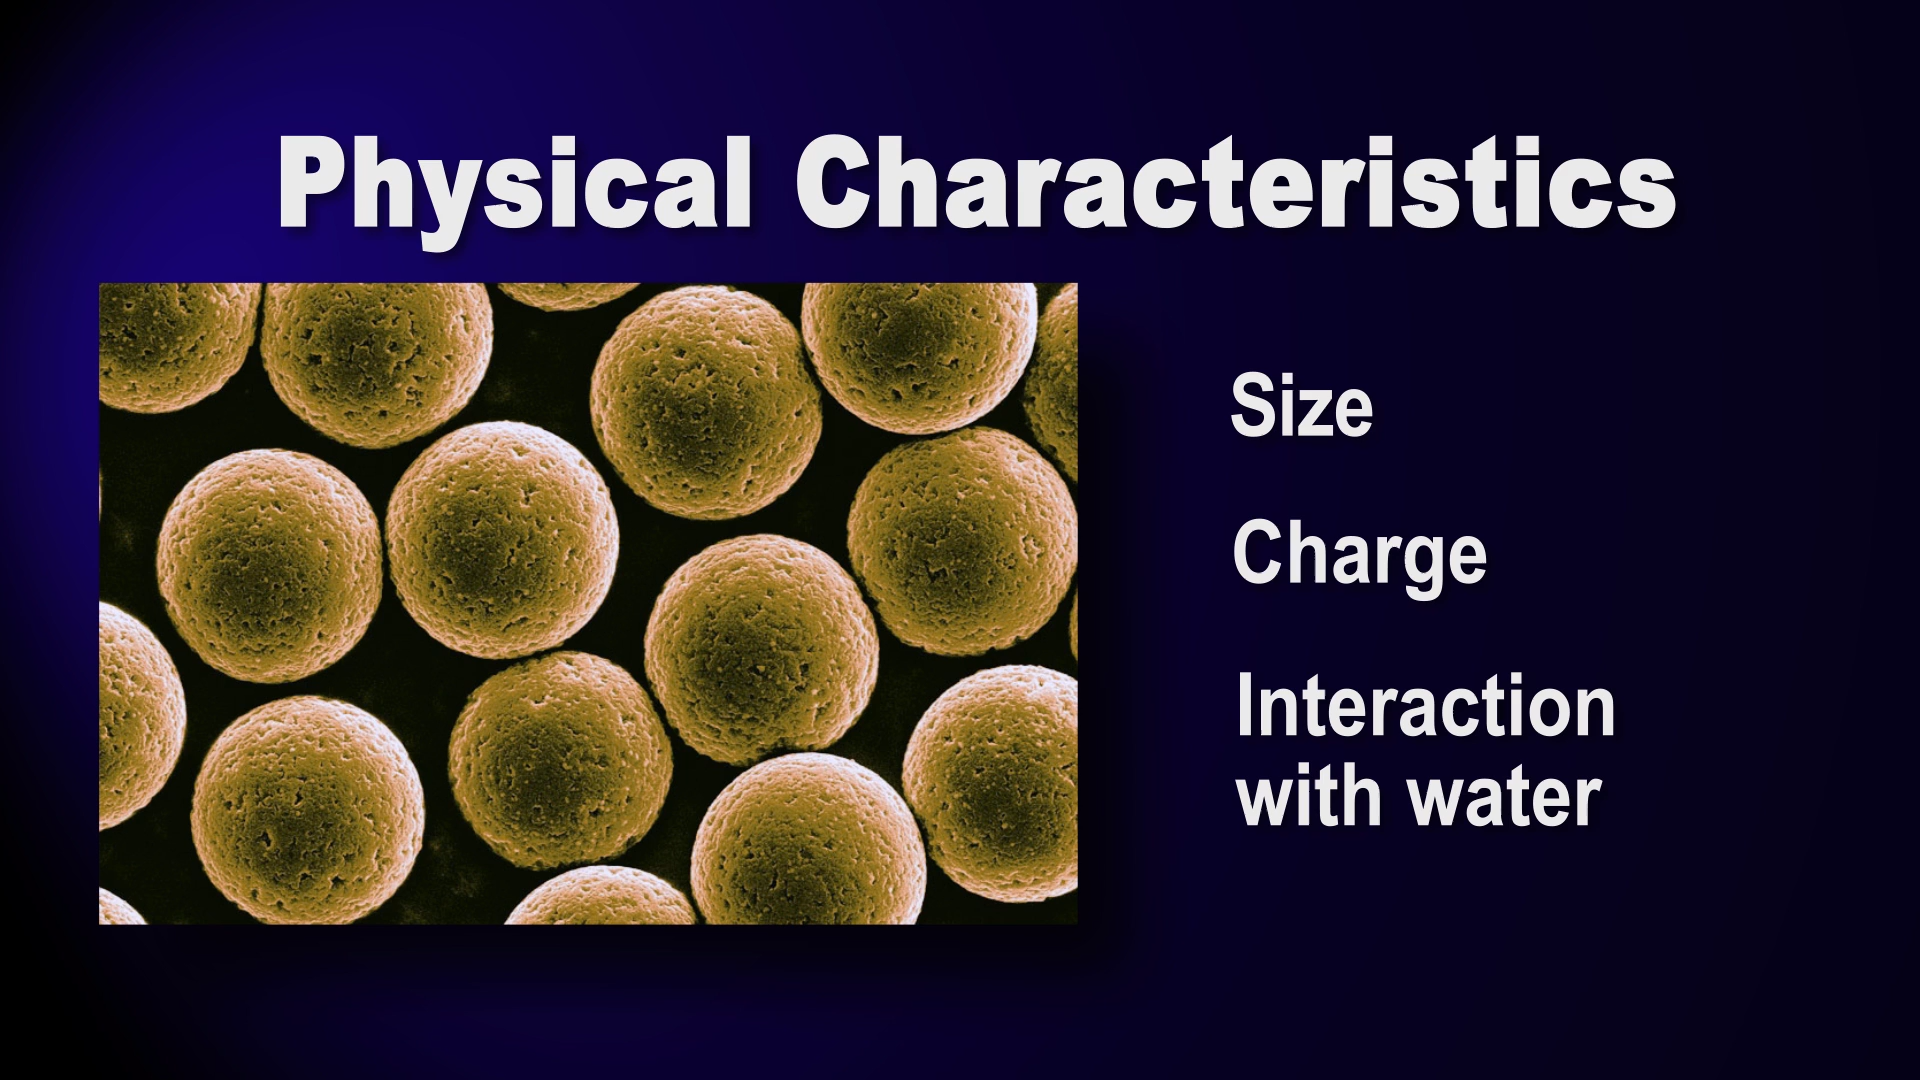 Physical Characteristics
Size
Charge
Interaction
with water